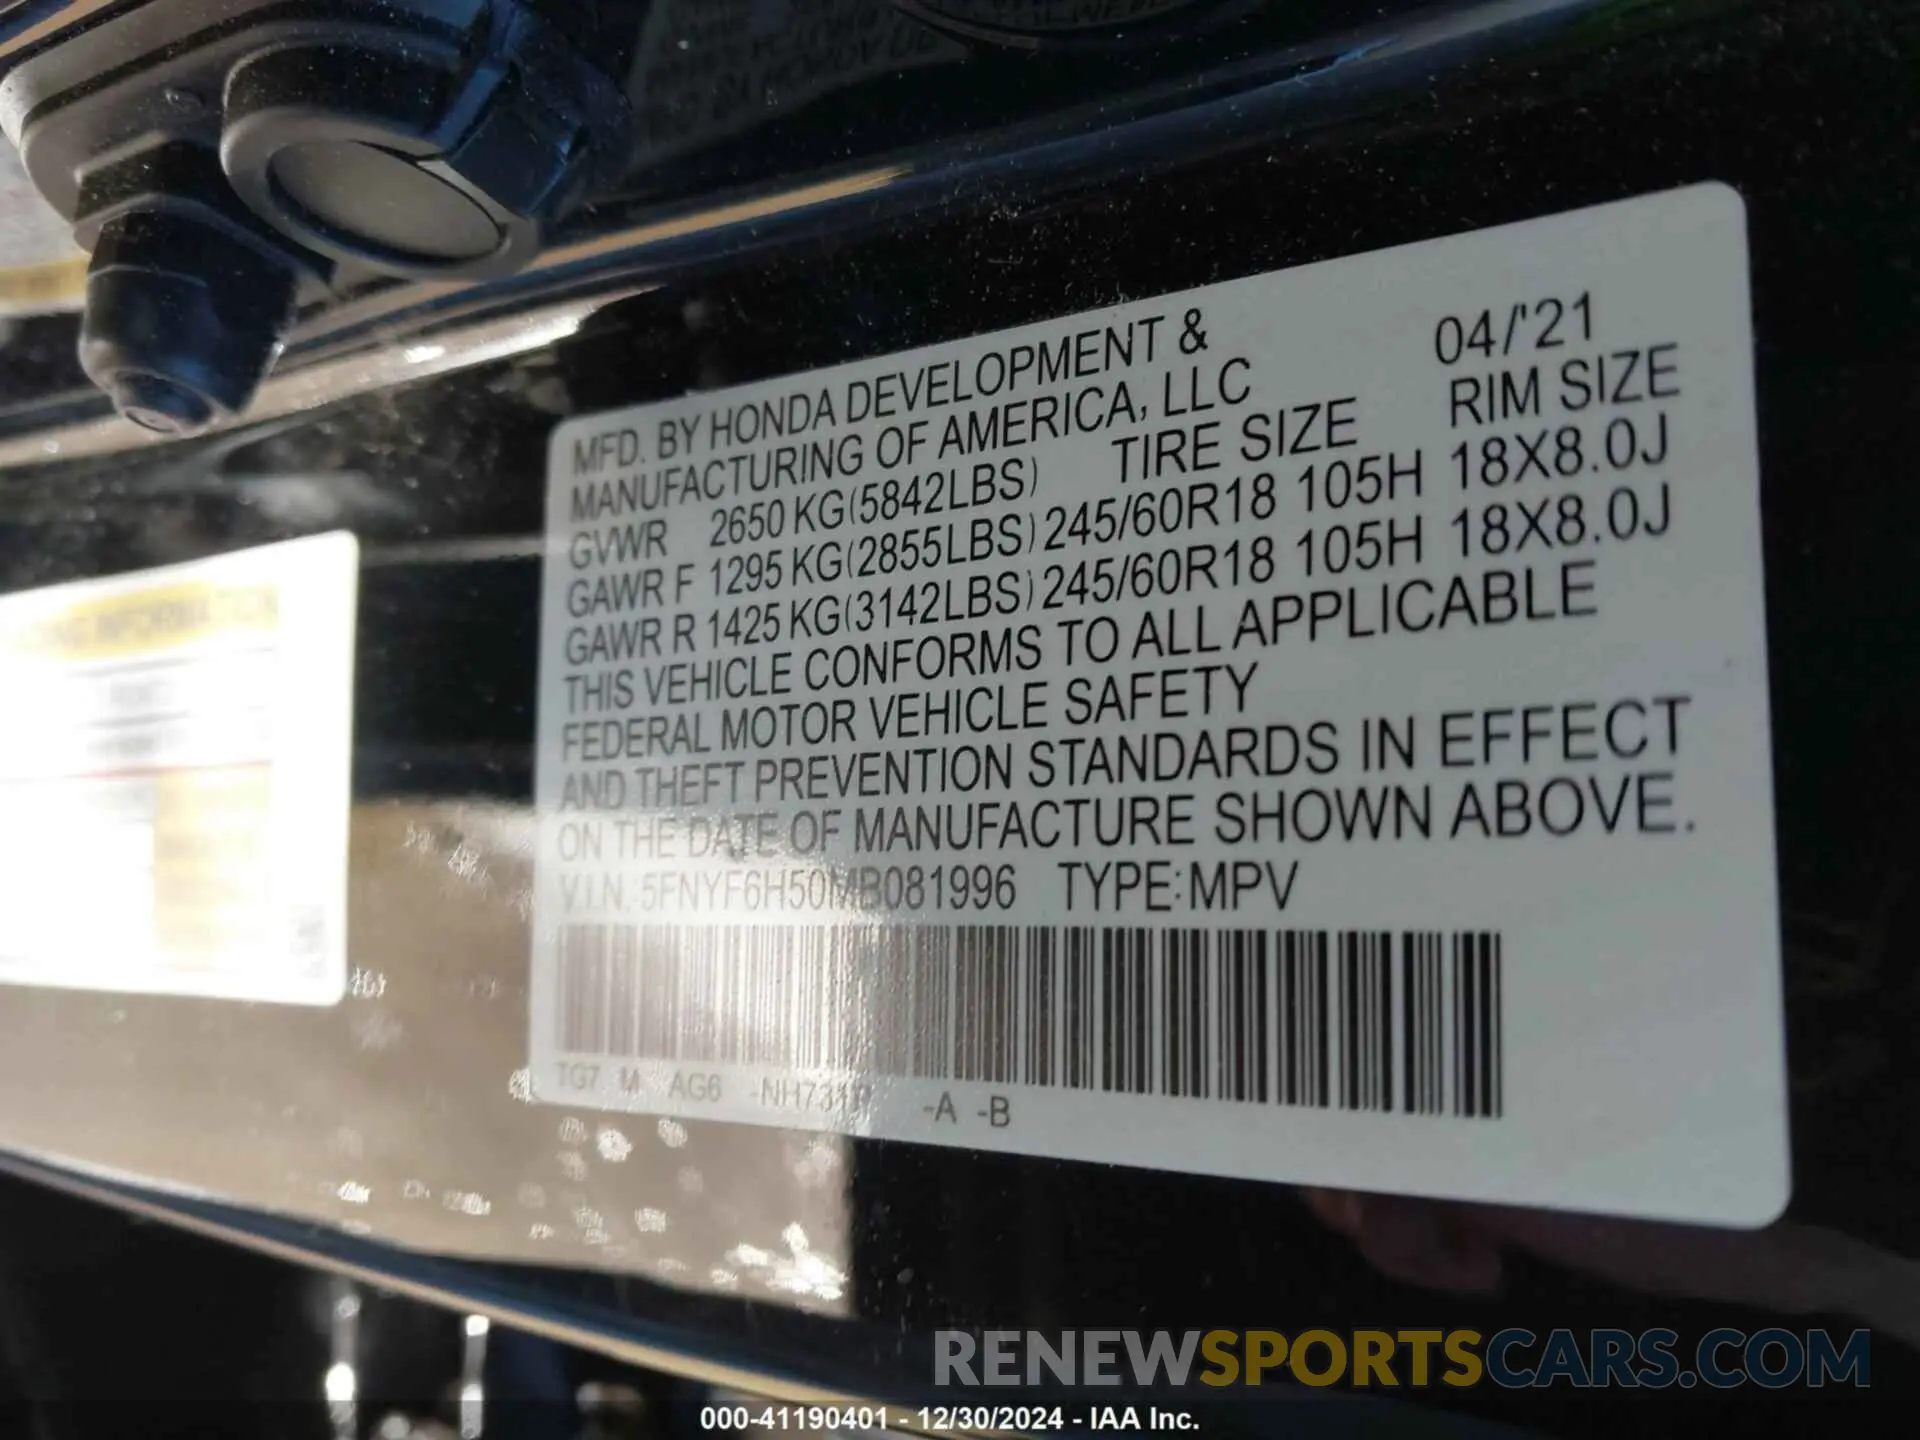 MFD. BY HONDA DEVELOPMENT & 04/'21
MANUFACTURING OF AMERICA, LLC
TIRE SIZE RIM SIZE
GVWR 2650 KG(5842LBS)
GAWR F 1295 KG(2855LBS) 245/60R18 105H 18X8.0J
GAWR R 1425 KG(3142LBS) 245/60R18 105H 18X8.0J
THIS VEHICLE CONFORMS TO ALL APPLICABLE
FEDERAL MOTOR VEHICLE SAFETY
AND THEFT PREVENTION STANDARDS IN EFFECT
ON THE DATE OF MANUFACTURE SHOWN ABOVE.
V.I.N.:5FNYF6H50MB081996 TYPE:MPV
TG7 M AG6 -NH731P -A -B
INFORMATION
RENEWSPORTSCARS.COM
000-41190401 - 12/30/2024 - IAA Inc.